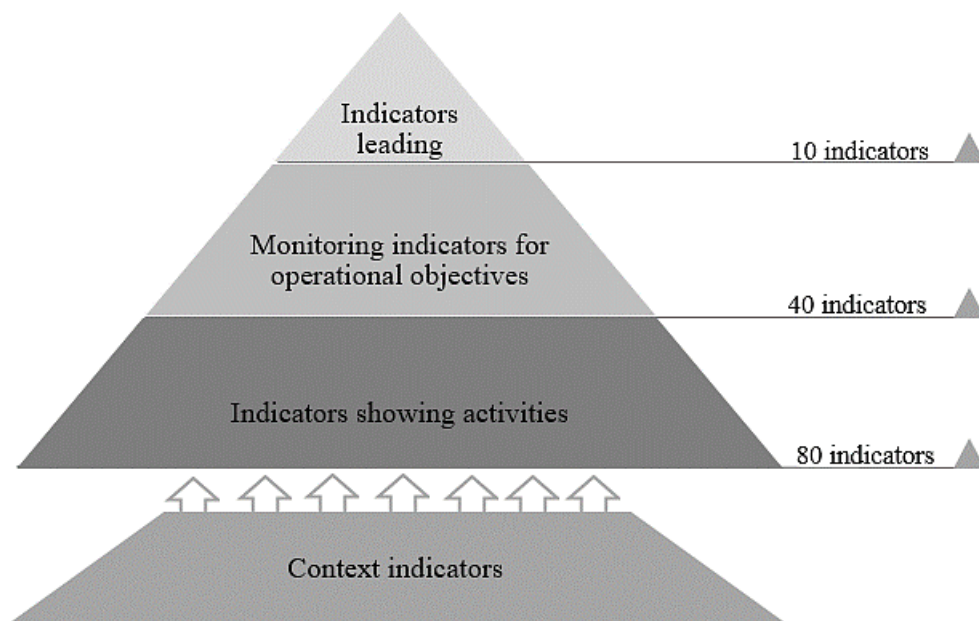 Indicators
leading
10 indicators
Monitoring indicators for
operational objectives
40 indicators
Indicators showing activities
80 indicators
Context indicators